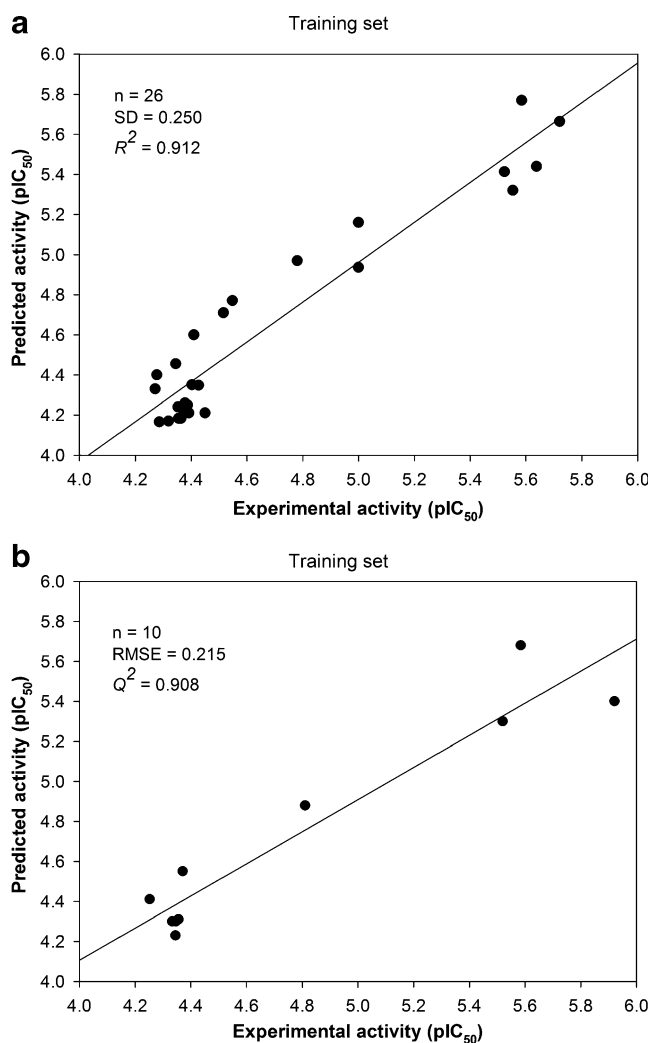 a
Training set
6.0
5.8
5.6
5.4
5.2
5.0
4.8
4.6
4.4
4.2
4.0
Predicted activity (pIC50)
n = 26
SD = 0.250
R2 = 0.912
4.0 4.2 4.4 4.6 4.8 5.0 5.2 5.4 5.6 5.8 6.0
Experimental activity (pIC50)
b
Training set
6.0
5.8
5.6
5.4
5.2
5.0
4.8
4.6
4.4
4.2
4.0
Predicted activity (pIC50)
n = 10
RMSE = 0.215
Q2 = 0.908
4.0 4.2 4.4 4.6 4.8 5.0 5.2 5.4 5.6 5.8 6.0
Experimental activity (pIC50)